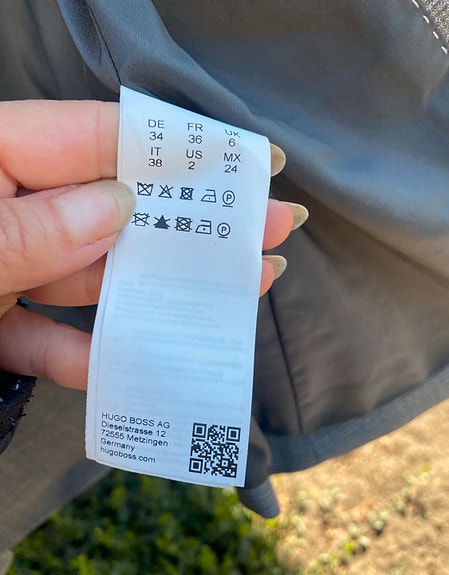 DE FR UK
34 36 6
IT US MX
38 2 24
P
P
HUGO BOSS AG
Dieselstrasse 12
72555 Metzingen
Germany
hugoboss.com